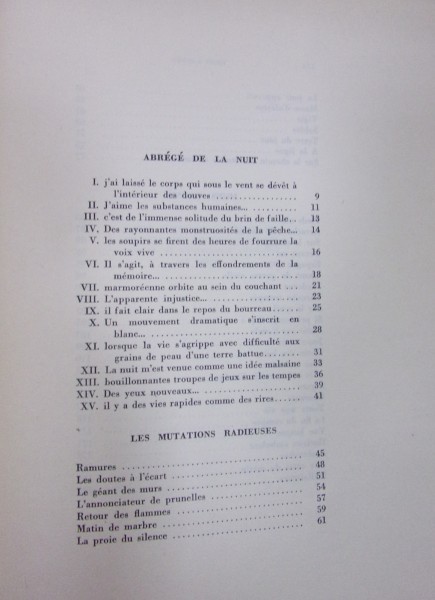 ABRÉGÉ DE LA NUIT
I. j'ai laissé le corps qui sous le vent se dévêt à
l'intérieur des douves .......... 9
II. J'aime les substances humaines... .......... 11
III. c'est de l'immense solitude du brin de faille.. 13
IV. Des rayonnantes monstruosités de la pêche... 14
V. les soupirs se firent des heures de fourrure la
voix vive .......... 16
VI. Il s'agit, à travers les effondrements de la
mémoire... .......... 18
VII. marmoréenne orbite au sein du couchant ... 21
VIII. L'apparente injustice... .......... 23
IX. il fait clair dans le repos du bourreau..... 25
X. Un mouvement dramatique s'inscrit en
blanc... .......... 28
XI. lorsque la vie s'agrippe avec difficulté aux
grains de peau d'une terre battue....... 31
XII. La nuit m'est venue comme une idée malsaine 33
XIII. bouillonnantes troupes de jeux sur les tempes 36
XIV. Des yeux nouveaux... .......... 39
XV. il y a des vies rapides comme des rires...... 41
LES MUTATIONS RADIEUSES
Ramures .......... 45
Les doutes à l'écart .......... 48
Le géant des murs .......... 51
L'annonciateur de prunelles .......... 54
Retour des flammes .......... 57
Matin de marbre .......... 59
La proie du silence .......... 61